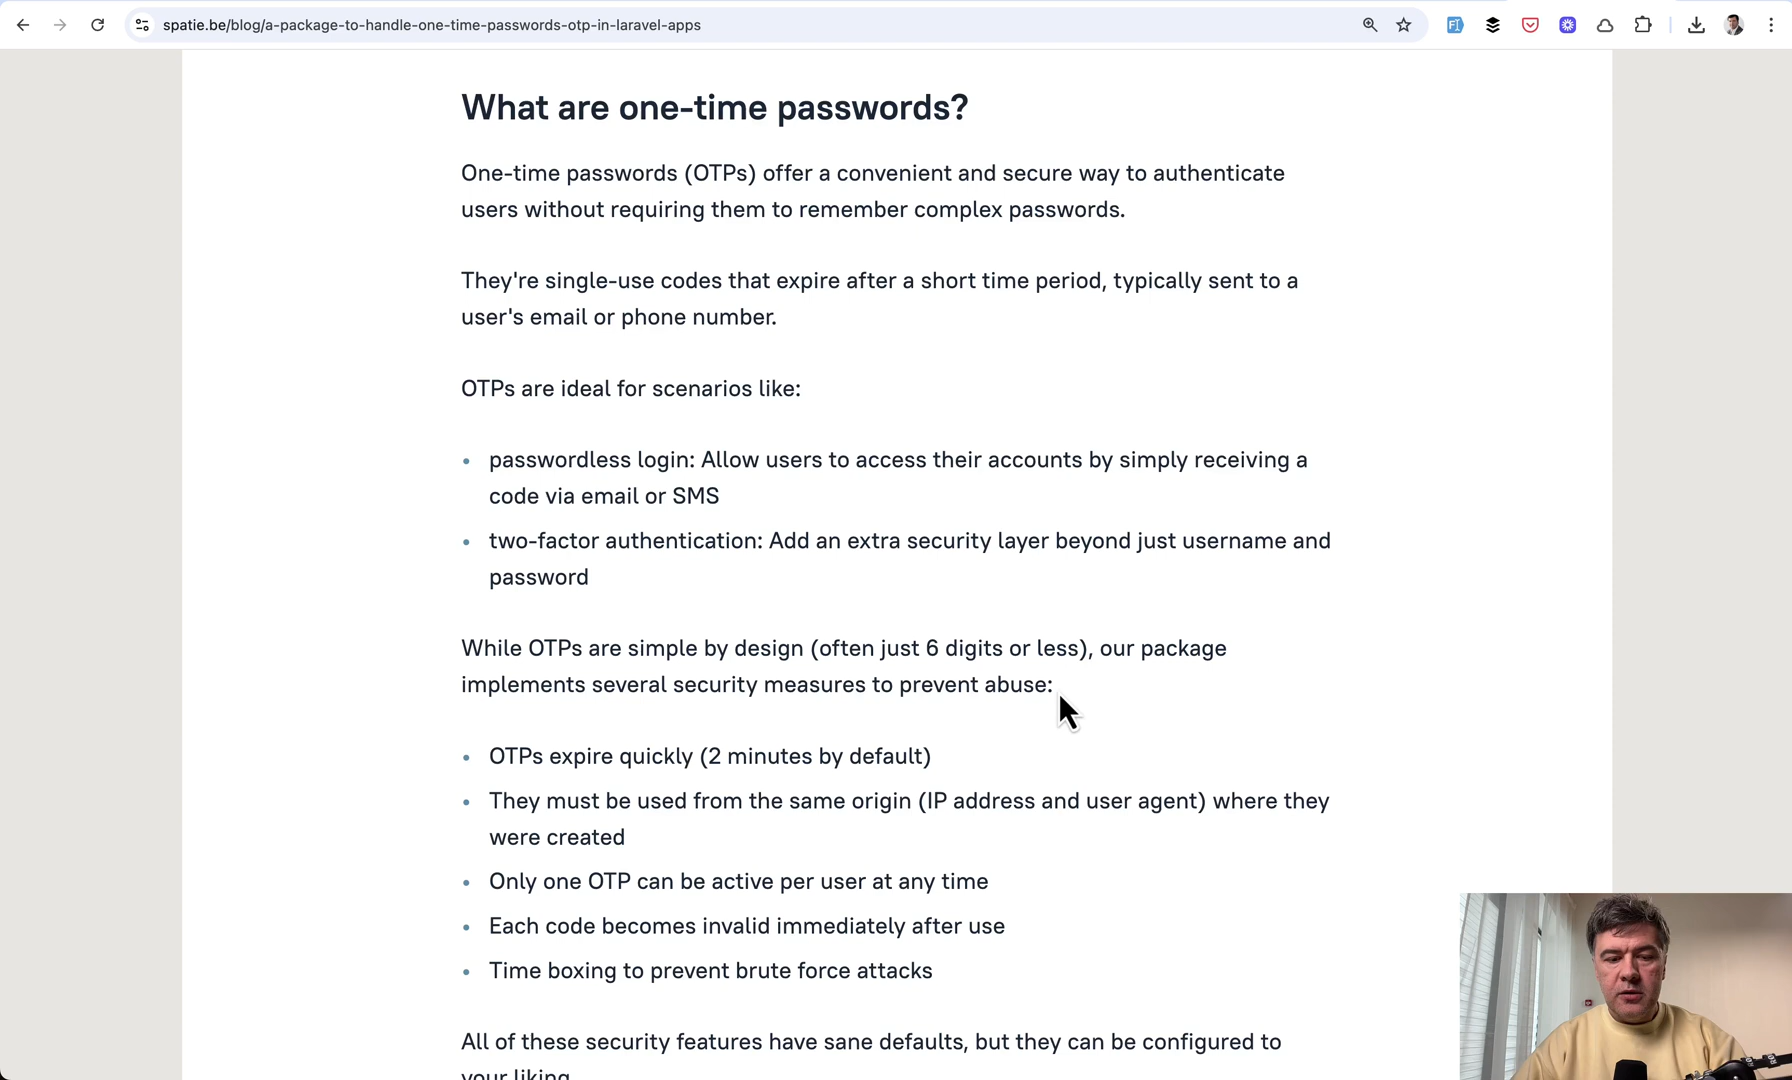 spatie.be/blog/a-package-to-handle-one-time-passwords-otp-in-laravel-apps
What are one-time passwords?
One-time passwords (OTPs) offer a convenient and secure way to authenticate
users without requiring them to remember complex passwords.
They're single-use codes that expire after a short time period, typically sent to a
user's email or phone number.
OTPs are ideal for scenarios like:
• passwordless login: Allow users to access their accounts by simply receiving a
code via email or SMS
• two-factor authentication: Add an extra security layer beyond just username and
password
While OTPs are simple by design (often just 6 digits or less), our package
implements several security measures to prevent abuse:
• OTPs expire quickly (2 minutes by default)
• They must be used from the same origin (IP address and user agent) where they
were created
• Only one OTP can be active per user at any time
• Each code becomes invalid immediately after use
• Time boxing to prevent brute force attacks
All of these security features have sane defaults, but they can be configured to
your liking.